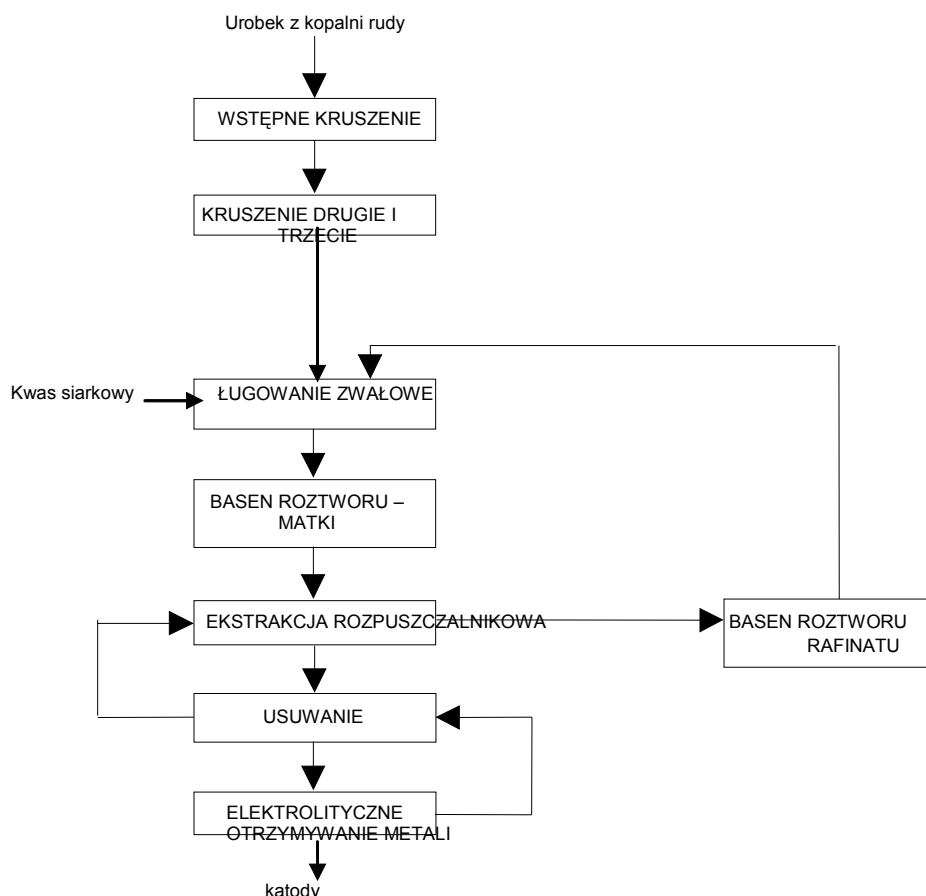 Urobek z kopalni rudy
WSTĘPNE KRUSZENIE
KRUSZENIE DRUGIE I
TRZECIE
Kwas siarkowy
ŁUGOWANIE ZWAŁOWE
BASEN ROZTWORU –
MATKI
EKSTRAKCJA ROZPUSZCZALNIKOWA
BASEN ROZTWORU
RAFINATU
USUWANIE
ELEKTROLITYCZNE
OTRZYMYWANIE METALI
katody